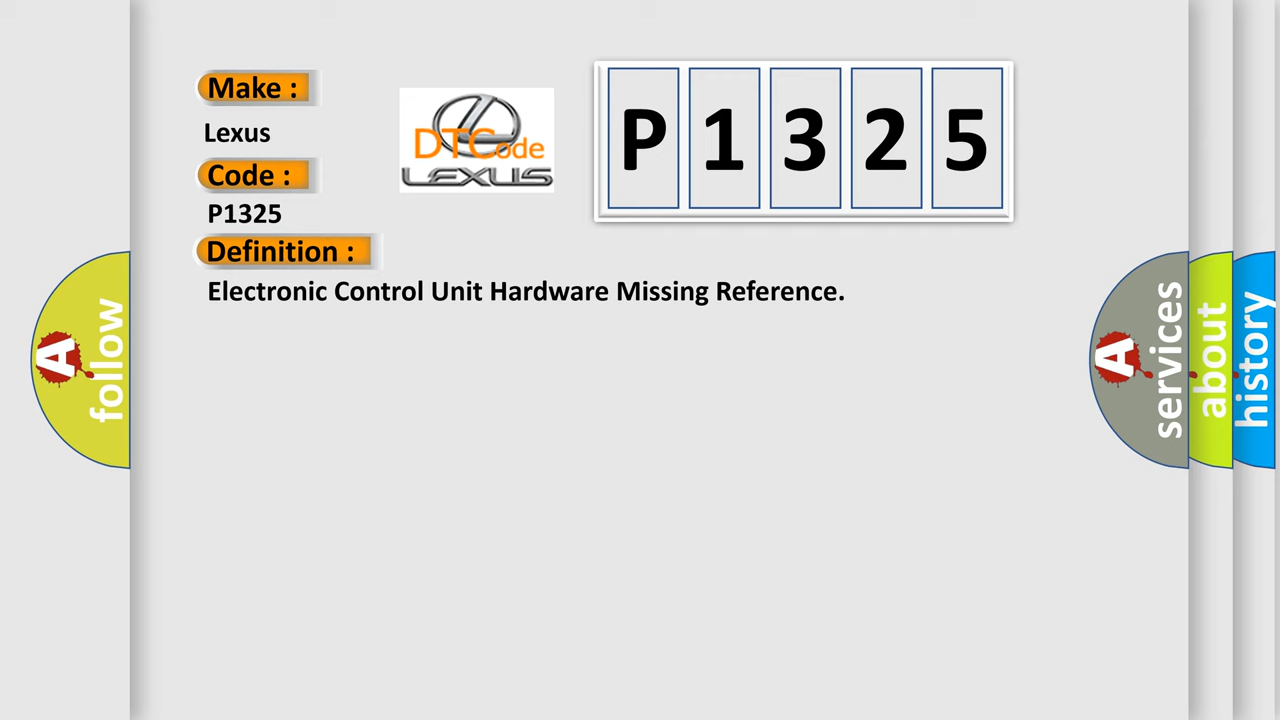 Make :
Lexus
Code :
P1325
Definition :
Electronic Control Unit Hardware Missing Reference.
DTCode
LEXUS
P 1 3 2 5
A follow
A services
about
history